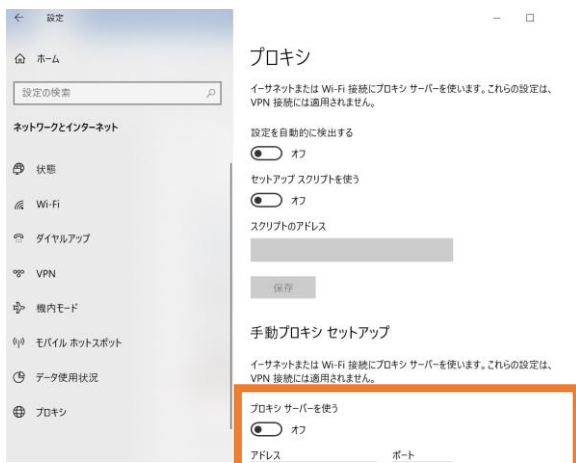 設定
ホーム
設定の検索
ネットワークとインターネット
状態
Wi-Fi
ダイヤルアップ
VPN
機内モード
モバイル ホットスポット
データ使用状況
プロキシ
プロキシ
イーサネットまたは Wi-Fi 接続にプロキシ サーバーを使います。これらの設定は、
VPN 接続には適用されません。
設定を自動的に検出する
オフ
セットアップ スクリプトを使う
オフ
スクリプトのアドレス
保存
手動プロキシ セットアップ
イーサネットまたは Wi-Fi 接続にプロキシ サーバーを使います。これらの設定は、
VPN 接続には適用されません。
プロキシ サーバーを使う
オフ
アドレス ポート